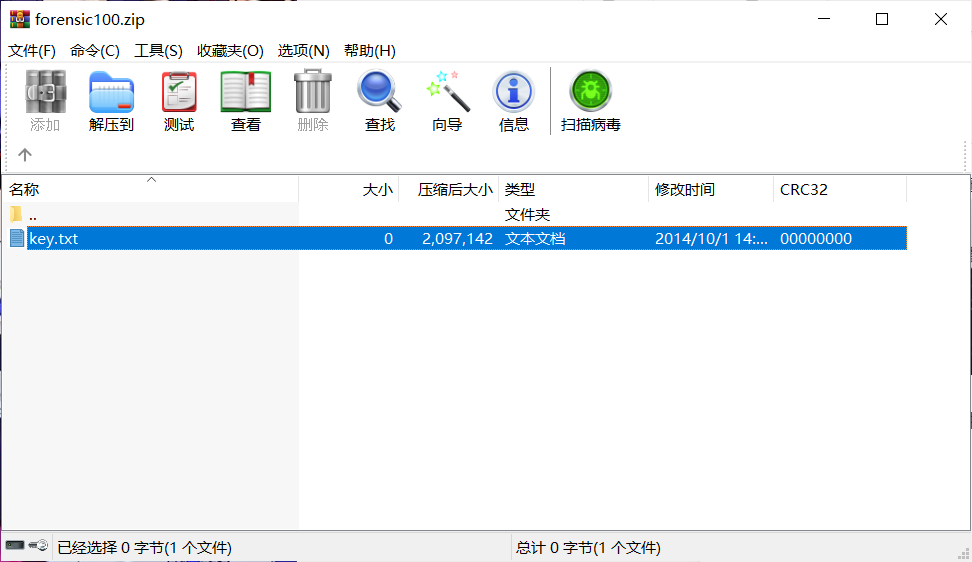 forensic100.zip
文件(F) 命令(C) 工具(S) 收藏夹(O) 选项(N) 帮助(H)
添加 解压到 测试 查看 删除 查找 向导 信息 扫描病毒
名称 大小 压缩后大小 类型 修改时间 CRC32
.. 文件夹
key.txt 0 2,097,142 文本文档 2014/10/1 14:... 00000000
已经选择 0 字节(1 个文件) 总计 0 字节(1 个文件)